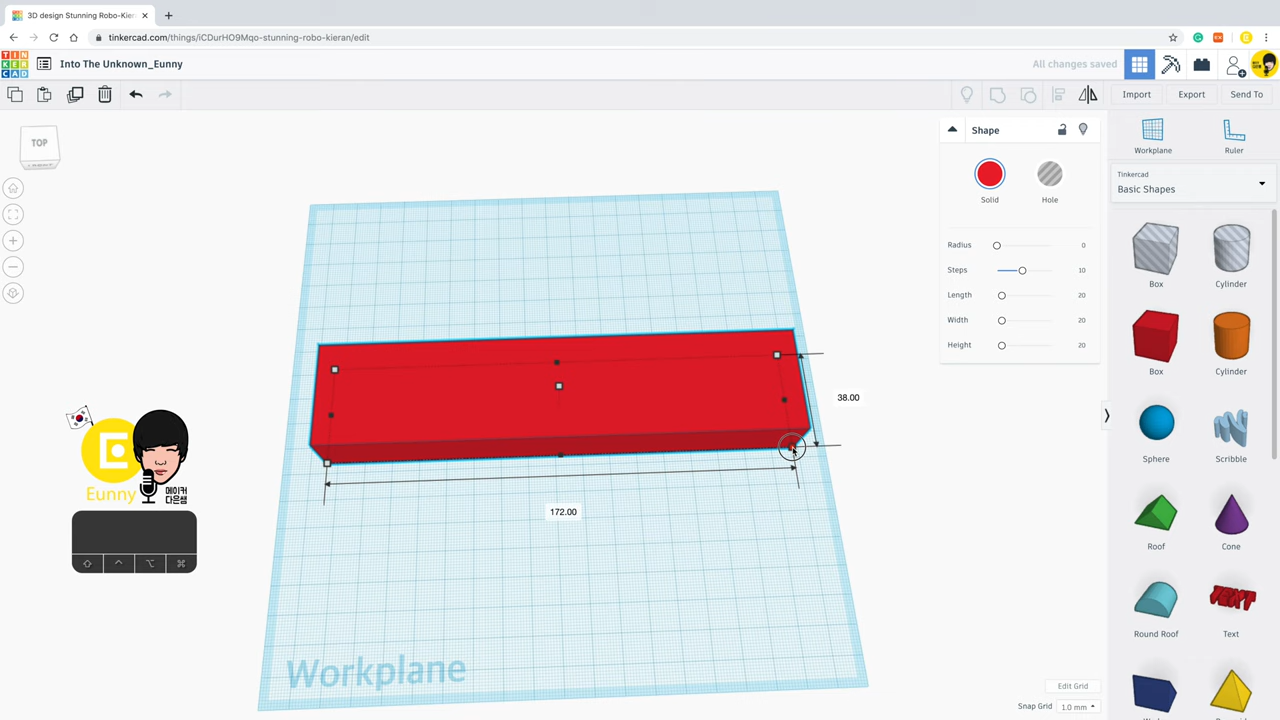 3D design Stunning Robo-Kiera
tinkercad.com/things/iCDurHO9Mqo-stunning-robo-kieran/edit
TIN
KER
CAD
Into The Unknown_Eunny
All changes saved
Import
Export
Send To
TOP
Shape
Solid
Hole
Radius 0
Steps 10
Length 20
Width 20
Height 20
Workplane
Ruler
Tinkercad
Basic Shapes
Box
Cylinder
Box
Cylinder
Sphere
Scribble
Roof
Cone
Round Roof
Text
38.00
172.00
E
Eunny
메이커
다은쌤
Workplane
Edit Grid
Snap Grid 1.0 mm